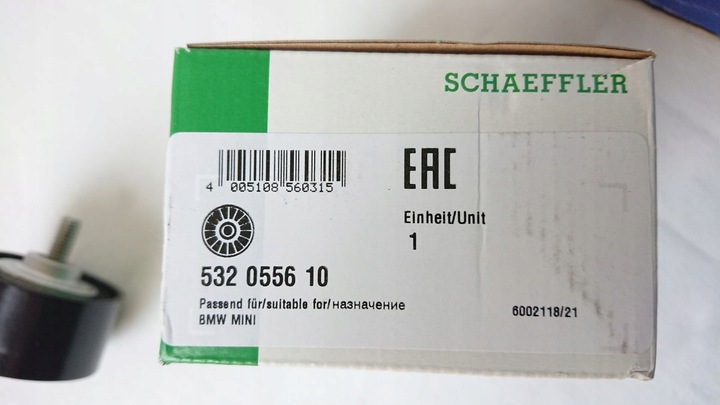 SCHAEFFLER
4 005108 560315
EAC
Einheit/Unit
1
532 0556 10
Passend für/suitable for/назначение
BMW MINI
6002118/21